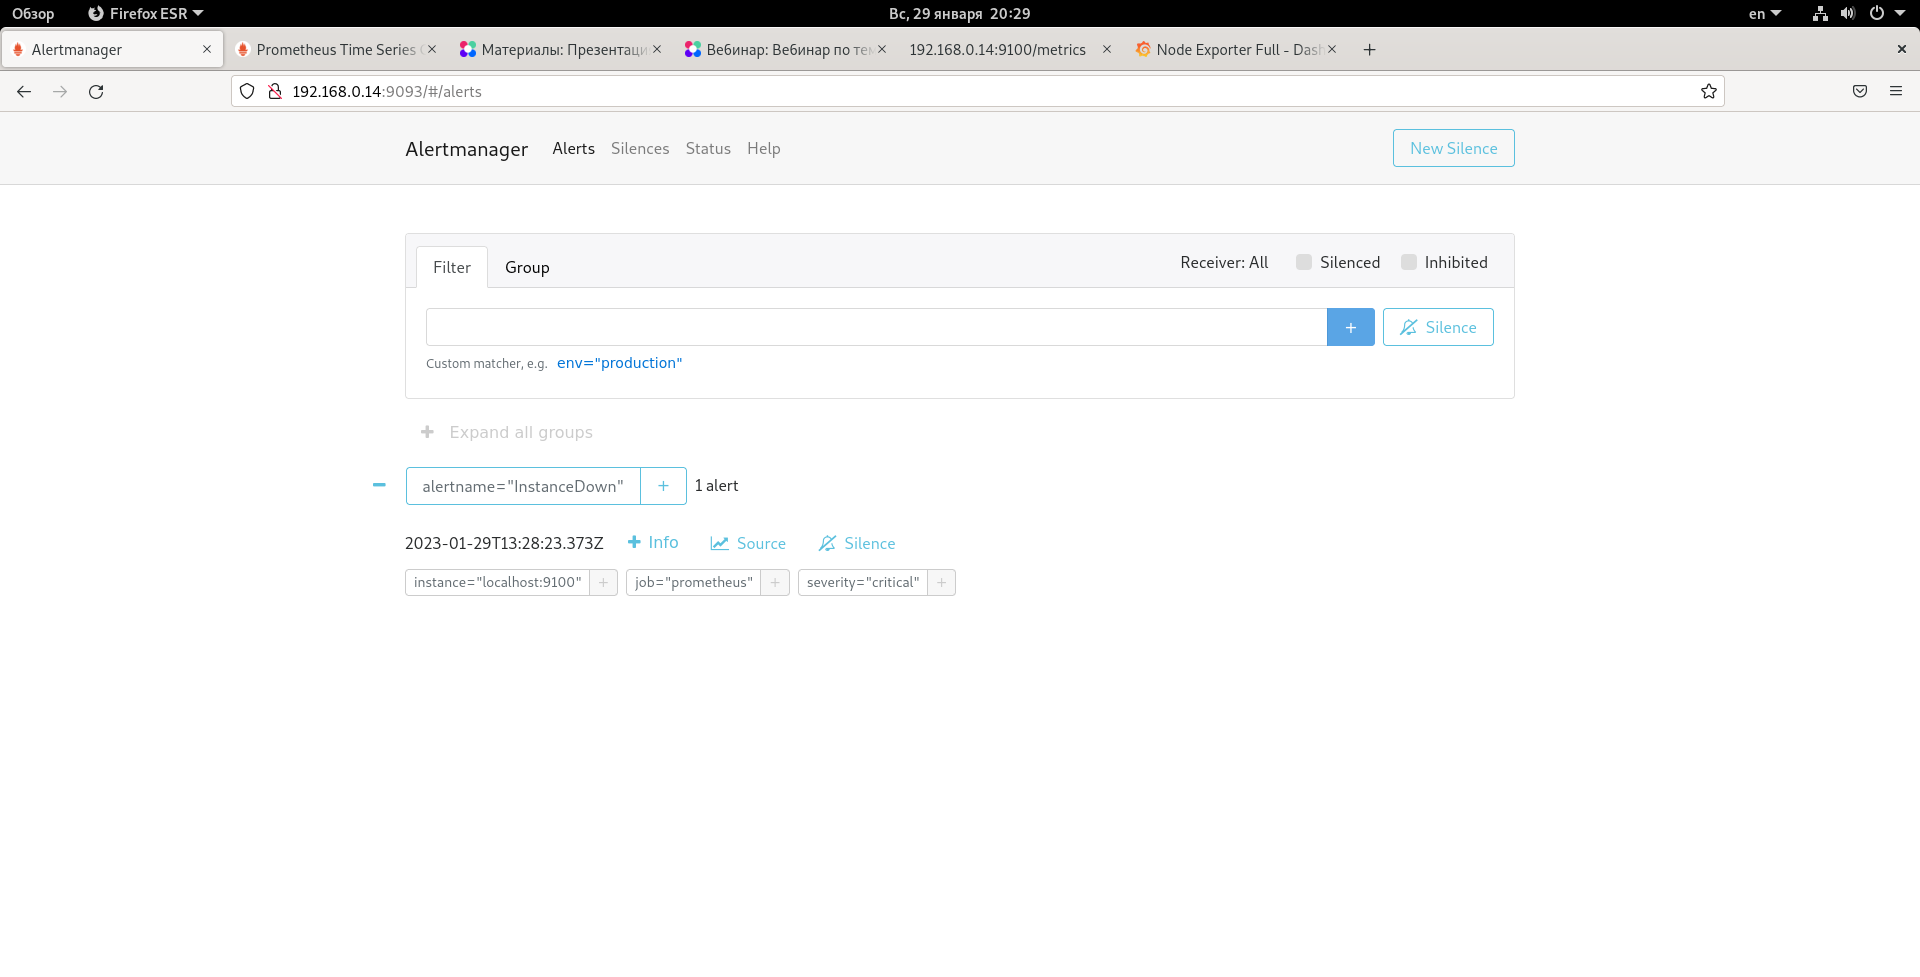 Обзор Firefox ESR Вс, 29 января 20:29 en
Alertmanager Prometheus Time Series Материалы: Презентаци Вебинар: Вебинар по тем 192.168.0.14:9100/metrics Node Exporter Full - Dash
192.168.0.14:9093/#/alerts
Alertmanager Alerts Silences Status Help New Silence
Filter Group Receiver: All Silenced Inhibited
+ Silence
Custom matcher, e.g. env="production"
+ Expand all groups
− alertname="InstanceDown" + 1 alert
2023-01-29T13:28:23.373Z + Info Source Silence
instance="localhost:9100" + job="prometheus" + severity="critical" +